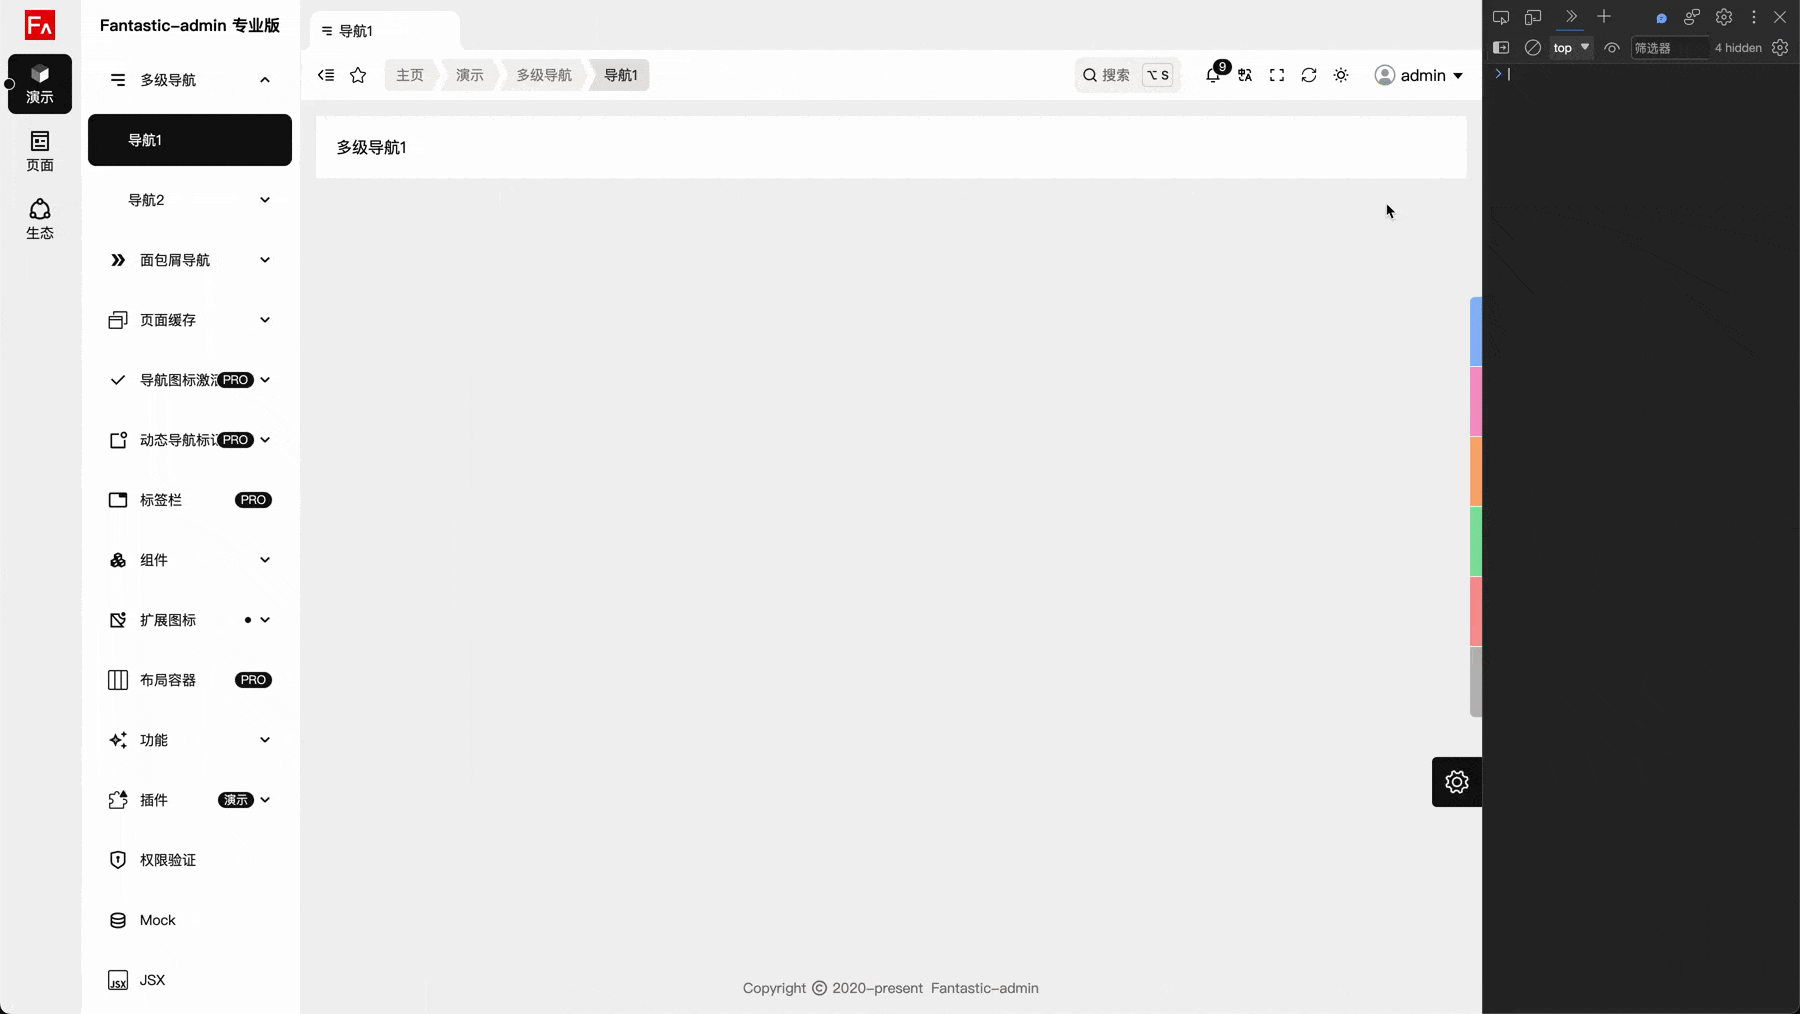 FA
演示
页面
生态
Fantastic-admin 专业版
多级导航
导航1
导航2
面包屑导航
页面缓存
导航图标激 PRO
动态导航标 PRO
标签栏 PRO
组件
扩展图标
布局容器 PRO
功能
插件 演示
权限验证
Mock
JSX JSX
导航1
主页 演示 多级导航 导航1
搜索 ⌥ S
9
admin
多级导航1
Copyright © 2020-present Fantastic-admin
top
筛选器
4 hidden